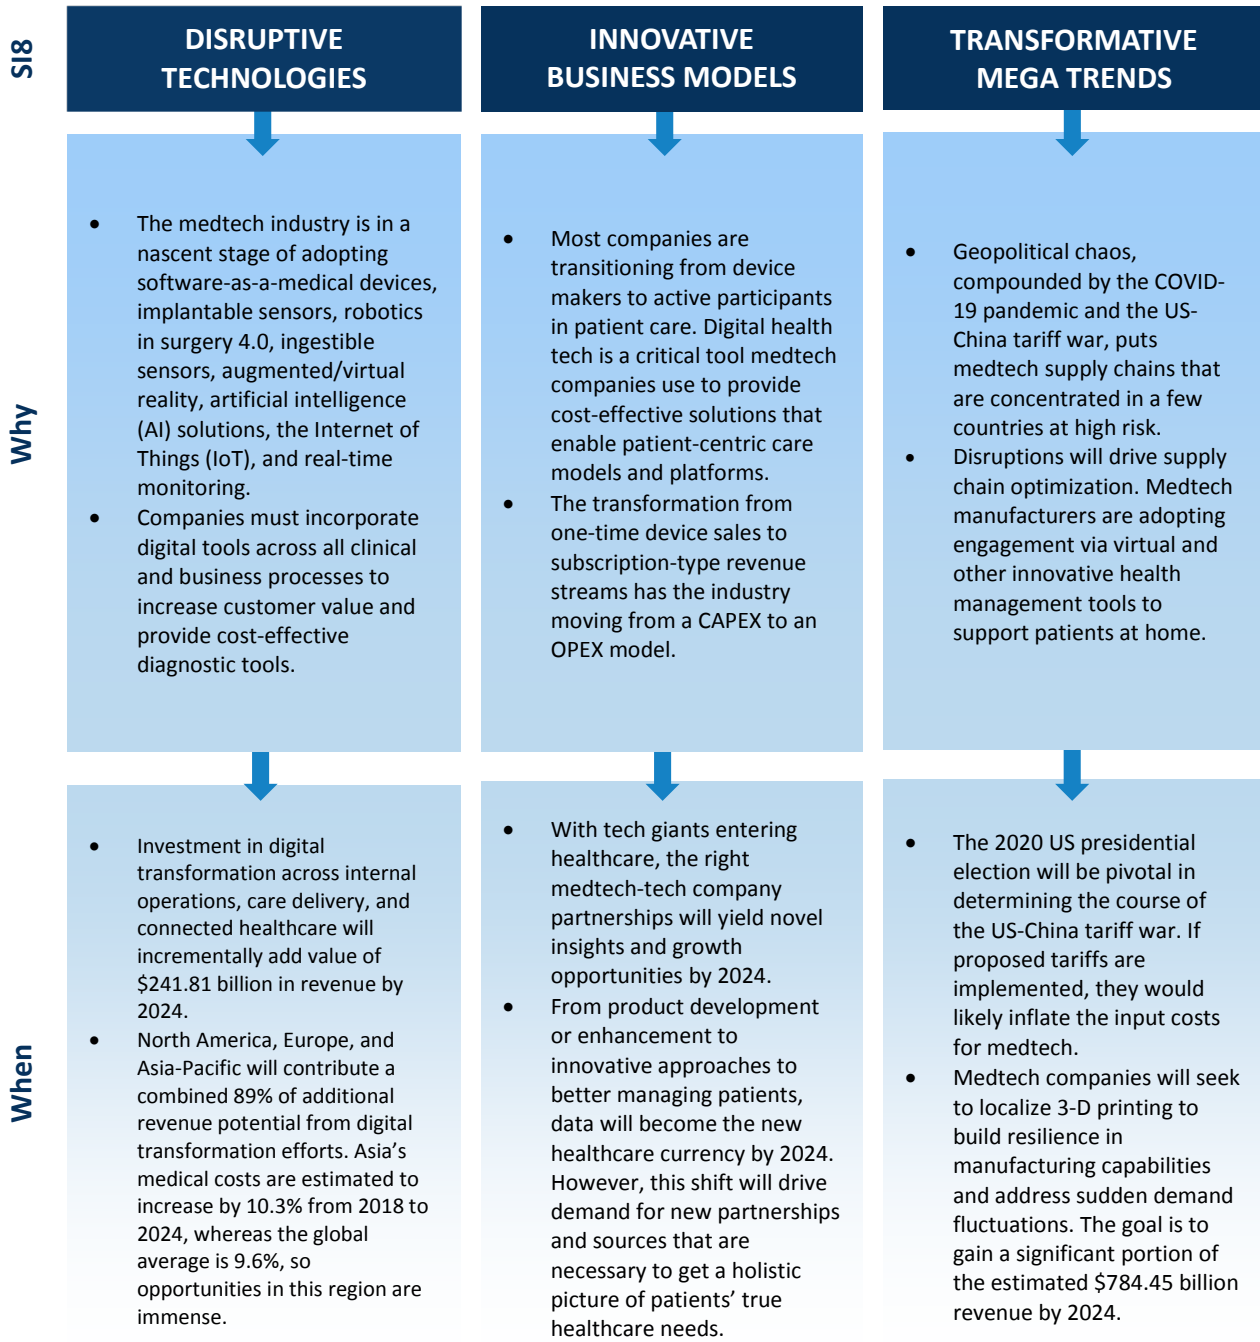 SI8
DISRUPTIVE
TECHNOLOGIES
INNOVATIVE
BUSINESS MODELS
TRANSFORMATIVE
MEGA TRENDS
Why
• The medtech industry is in a
nascent stage of adopting
software-as-a-medical devices,
implantable sensors, robotics
in surgery 4.0, ingestible
sensors, augmented/virtual
reality, artificial intelligence
(AI) solutions, the Internet of
Things (IoT), and real-time
monitoring.
• Companies must incorporate
digital tools across all clinical
and business processes to
increase customer value and
provide cost-effective
diagnostic tools.
• Most companies are
transitioning from device
makers to active participants
in patient care. Digital health
tech is a critical tool medtech
companies use to provide
cost-effective solutions that
enable patient-centric care
models and platforms.
• The transformation from
one-time device sales to
subscription-type revenue
streams has the industry
moving from a CAPEX to an
OPEX model.
• Geopolitical chaos,
compounded by the COVID-
19 pandemic and the US-
China tariff war, puts
medtech supply chains that
are concentrated in a few
countries at high risk.
• Disruptions will drive supply
chain optimization. Medtech
manufacturers are adopting
engagement via virtual and
other innovative health
management tools to
support patients at home.
When
• Investment in digital
transformation across internal
operations, care delivery, and
connected healthcare will
incrementally add value of
$241.81 billion in revenue by
2024.
• North America, Europe, and
Asia-Pacific will contribute a
combined 89% of additional
revenue potential from digital
transformation efforts. Asia’s
medical costs are estimated to
increase by 10.3% from 2018 to
2024, whereas the global
average is 9.6%, so
opportunities in this region are
immense.
• With tech giants entering
healthcare, the right
medtech-tech company
partnerships will yield novel
insights and growth
opportunities by 2024.
• From product development
or enhancement to
innovative approaches to
better managing patients,
data will become the new
healthcare currency by 2024.
However, this shift will drive
demand for new partnerships
and sources that are
necessary to get a holistic
picture of patients’ true
healthcare needs.
• The 2020 US presidential
election will be pivotal in
determining the course of
the US-China tariff war. If
proposed tariffs are
implemented, they would
likely inflate the input costs
for medtech.
• Medtech companies will seek
to localize 3-D printing to
build resilience in
manufacturing capabilities
and address sudden demand
fluctuations. The goal is to
gain a significant portion of
the estimated $784.45 billion
revenue by 2024.